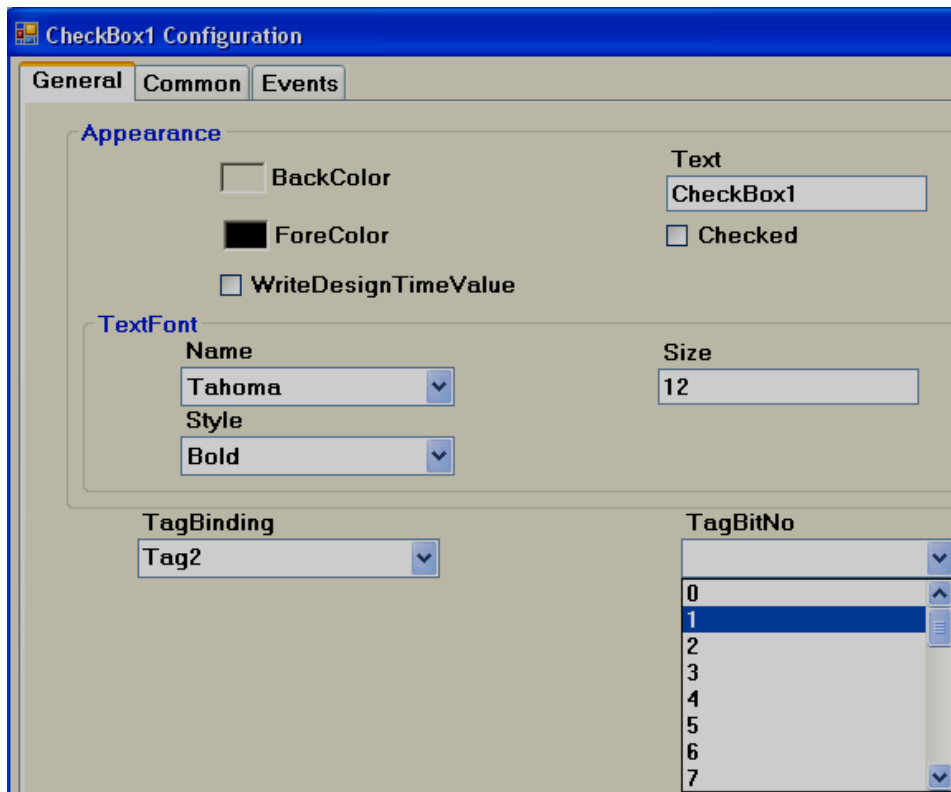 CheckBox1 Configuration
General Common Events
Appearance
BackColor
Text
CheckBox1
ForeColor
Checked
WriteDesignTimeValue
TextFont
Name
Size
Tahoma
12
Style
Bold
TagBinding
TagBitNo
Tag2
0
1
2
3
4
5
6
7